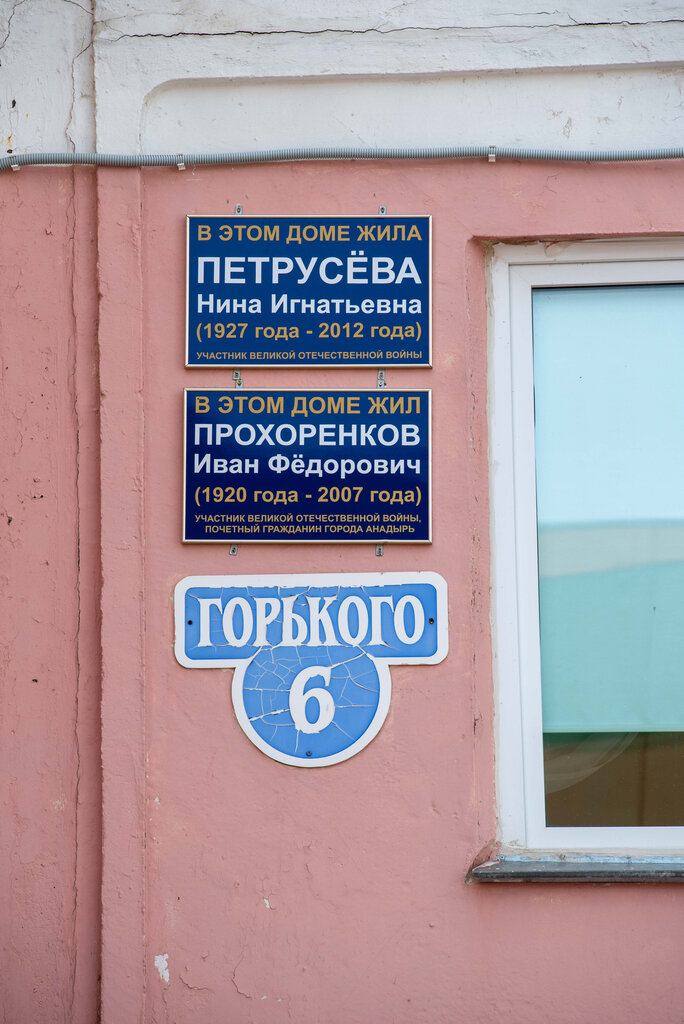 В ЭТОМ ДОМЕ ЖИЛА
ПЕТРУСЁВА
Нина Игнатьевна
(1927 года - 2012 года)
УЧАСТНИК ВЕЛИКОЙ ОТЕЧЕСТВЕННОЙ ВОЙНЫ
В ЭТОМ ДОМЕ ЖИЛ
ПРОХОРЕНКОВ
Иван Фёдорович
(1920 года - 2007 года)
УЧАСТНИК ВЕЛИКОЙ ОТЕЧЕСТВЕННОЙ ВОЙНЫ,
ПОЧЕТНЫЙ ГРАЖДАНИН ГОРОДА АНАДЫРЬ
ГОРЬКОГО
6